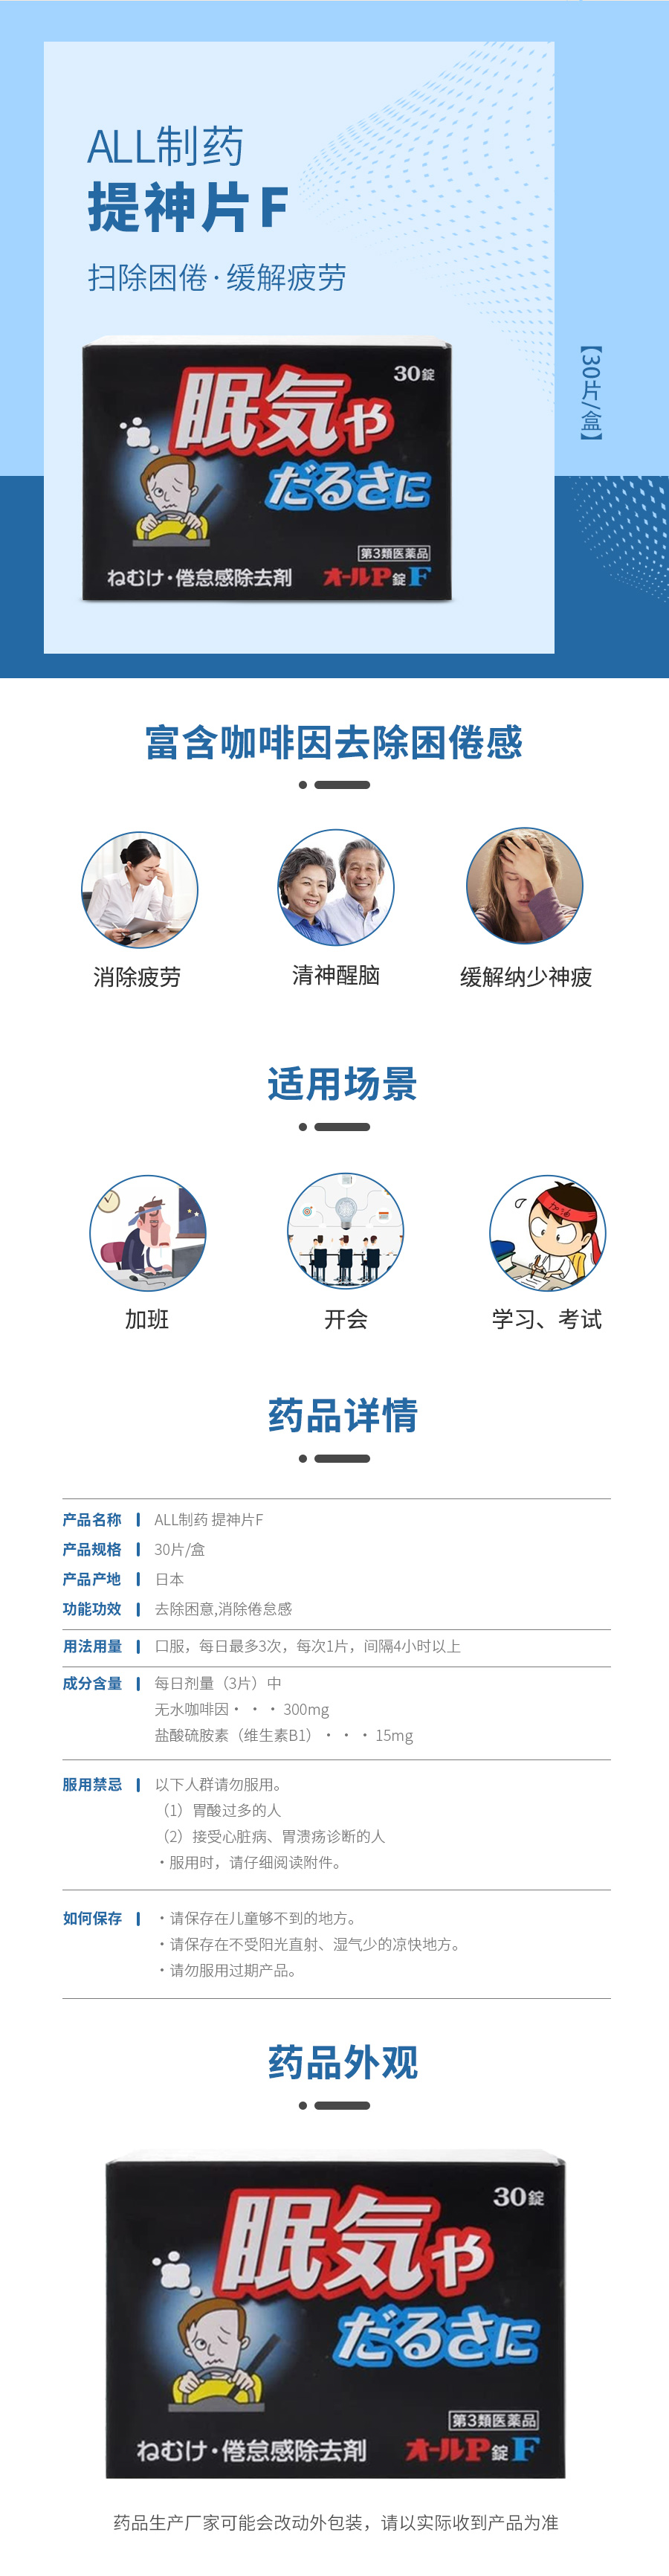 ALL制药
提神片F
扫除困倦·缓解疲劳
【30片/盒】
30錠
眠気や
だるさに
第3類医薬品
ねむけ・倦怠感除去剤
オールP錠F
富含咖啡因去除困倦感
消除疲劳
清神醒脑
缓解纳少神疲
适用场景
加油
加班
开会
学习、考试
药品详情
产品名称 ALL制药 提神片F
产品规格 30片/盒
产品产地 日本
功能功效 去除困意,消除倦怠感
用法用量 口服，每日最多3次，每次1片，间隔4小时以上
成分含量 每日剂量（3片）中
无水咖啡因・・・300mg
盐酸硫胺素（维生素B1）・・・15mg
服用禁忌 以下人群请勿服用。
（1）胃酸过多的人
（2）接受心脏病、胃溃疡诊断的人
・服用时，请仔细阅读附件。
如何保存 ・请保存在儿童够不到的地方。
・请保存在不受阳光直射、湿气少的凉快地方。
・请勿服用过期产品。
药品外观
30錠
眠気や
だるさに
第3類医薬品
ねむけ・倦怠感除去剤
オールP錠F
药品生产厂家可能会改动外包装，请以实际收到产品为准